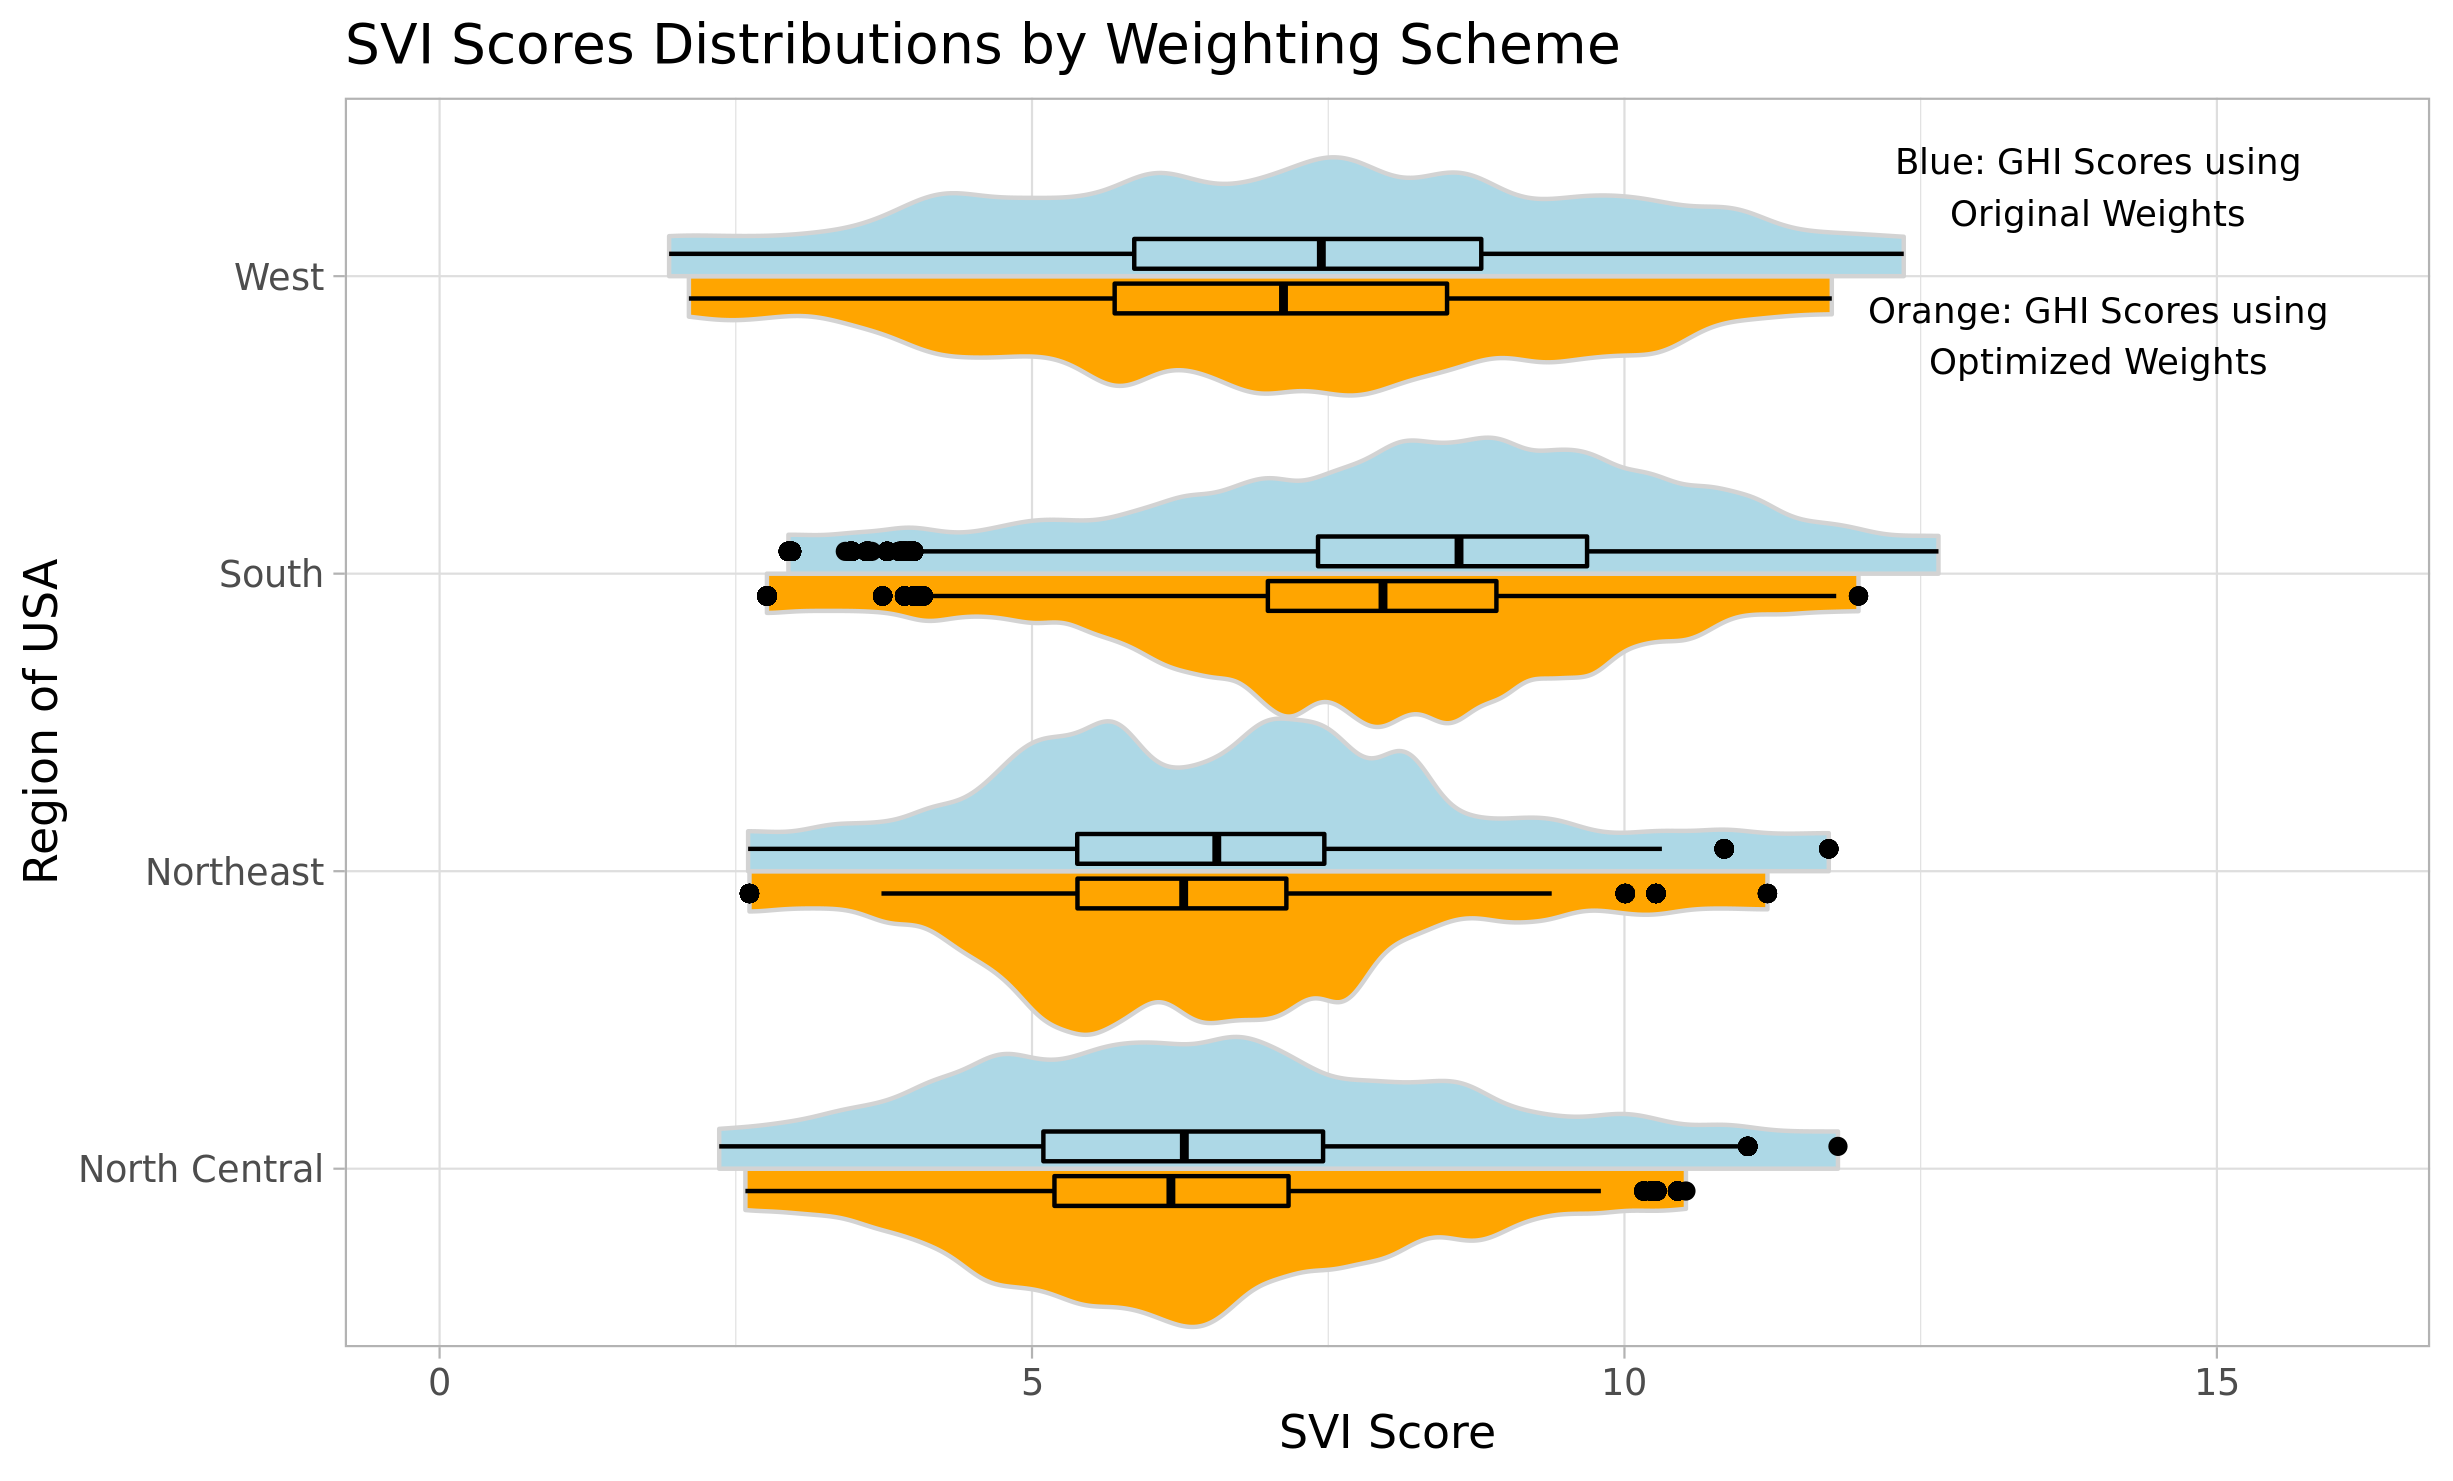 SVI Scores Distributions by Weighting Scheme
Blue: GHI Scores using
Original Weights
West
Orange: GHI Scores using
Optimized Weights
South
Region of USA
Northeast
North Central
0 5 10 15
SVI Score